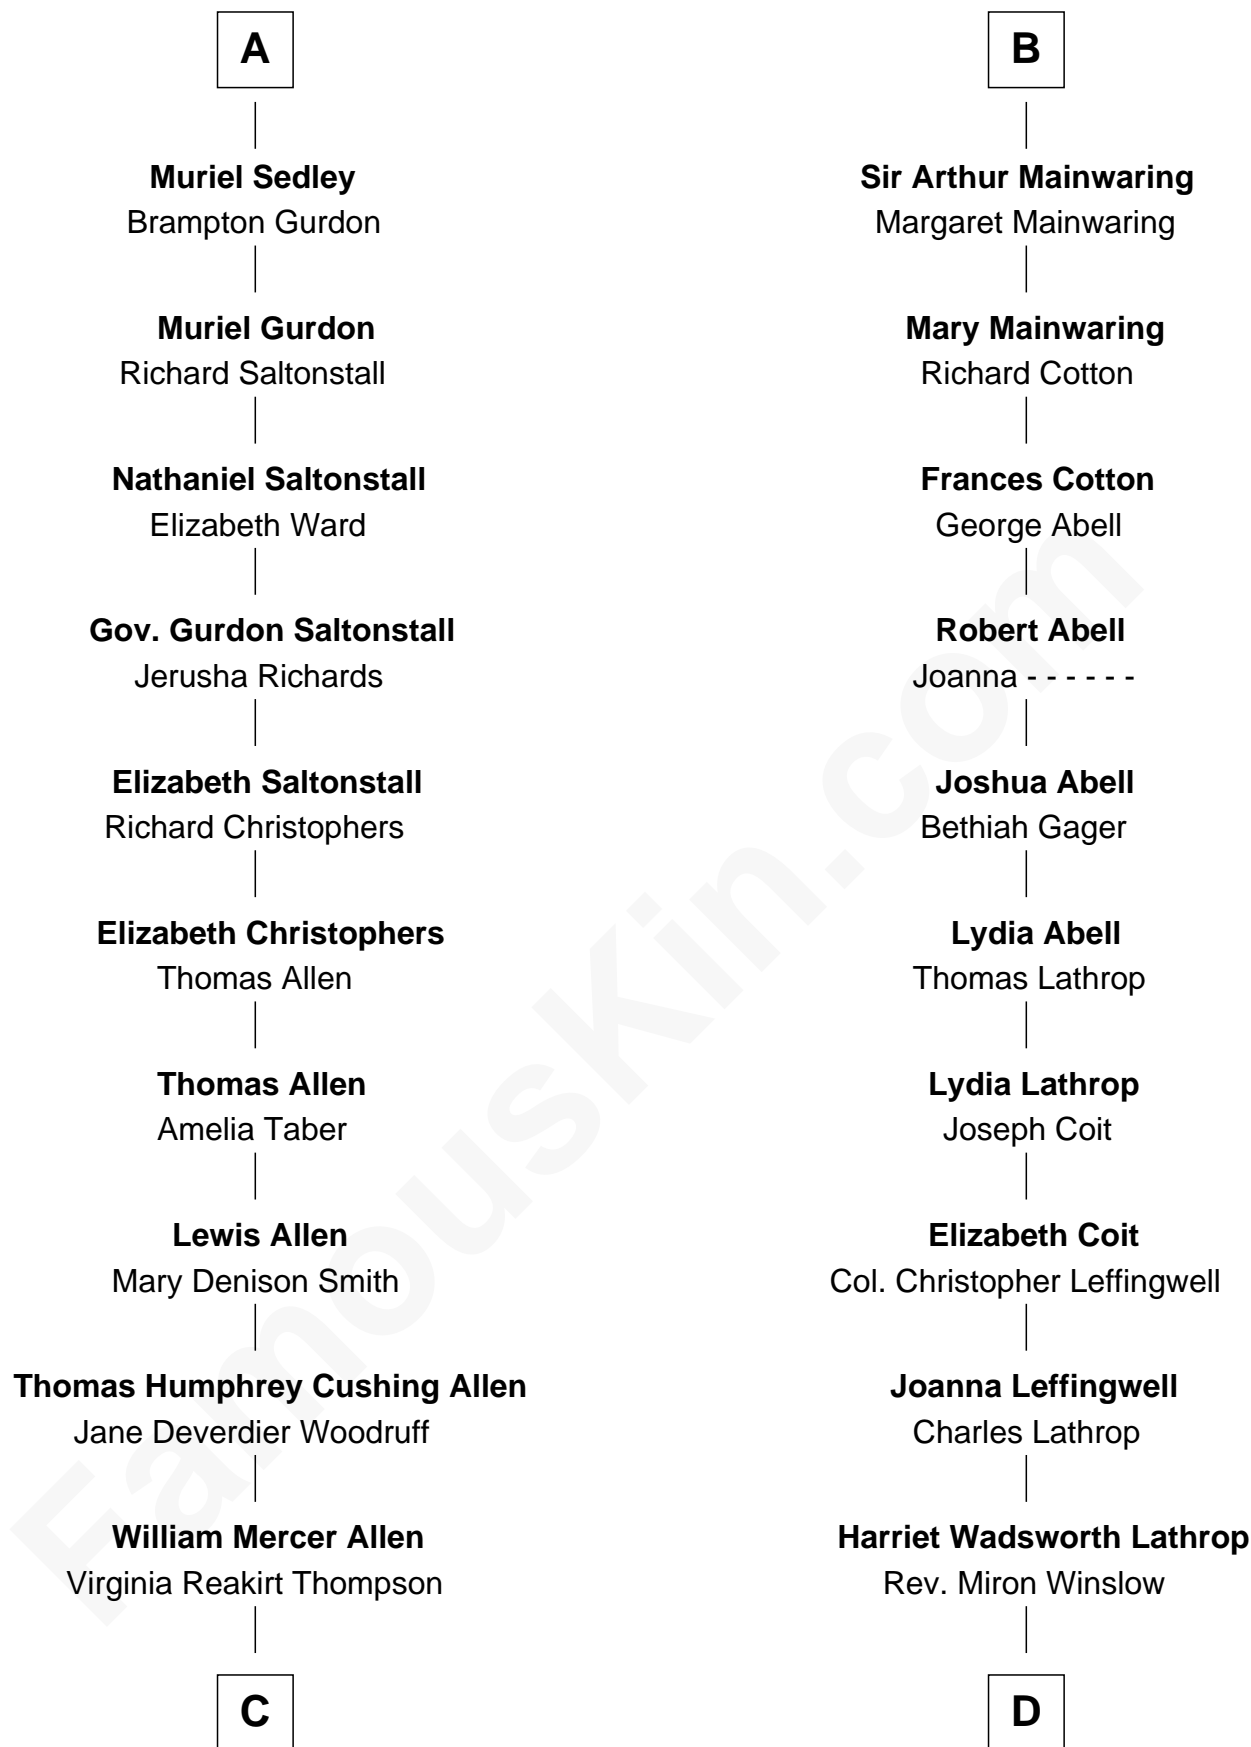 A
Muriel Sedley
Brampton Gurdon
Muriel Gurdon
Richard Saltonstall
Nathaniel Saltonstall
Elizabeth Ward
Gov. Gurdon Saltonstall
Jerusha Richards
Elizabeth Saltonstall
Richard Christophers
Elizabeth Christophers
Thomas Allen
Thomas Allen
Amelia Taber
Lewis Allen
Mary Denison Smith
Thomas Humphrey Cushing Allen
Jane Deverdier Woodruff
William Mercer Allen
Virginia Reakirt Thompson
C
B
Sir Arthur Mainwaring
Margaret Mainwaring
Mary Mainwaring
Richard Cotton
Frances Cotton
George Abell
Robert Abell
Joanna - - - - - -
Joshua Abell
Bethiah Gager
Lydia Abell
Thomas Lathrop
Lydia Lathrop
Joseph Coit
Elizabeth Coit
Col. Christopher Leffingwell
Joanna Leffingwell
Charles Lathrop
Harriet Wadsworth Lathrop
Rev. Miron Winslow
D
FamousKin.com